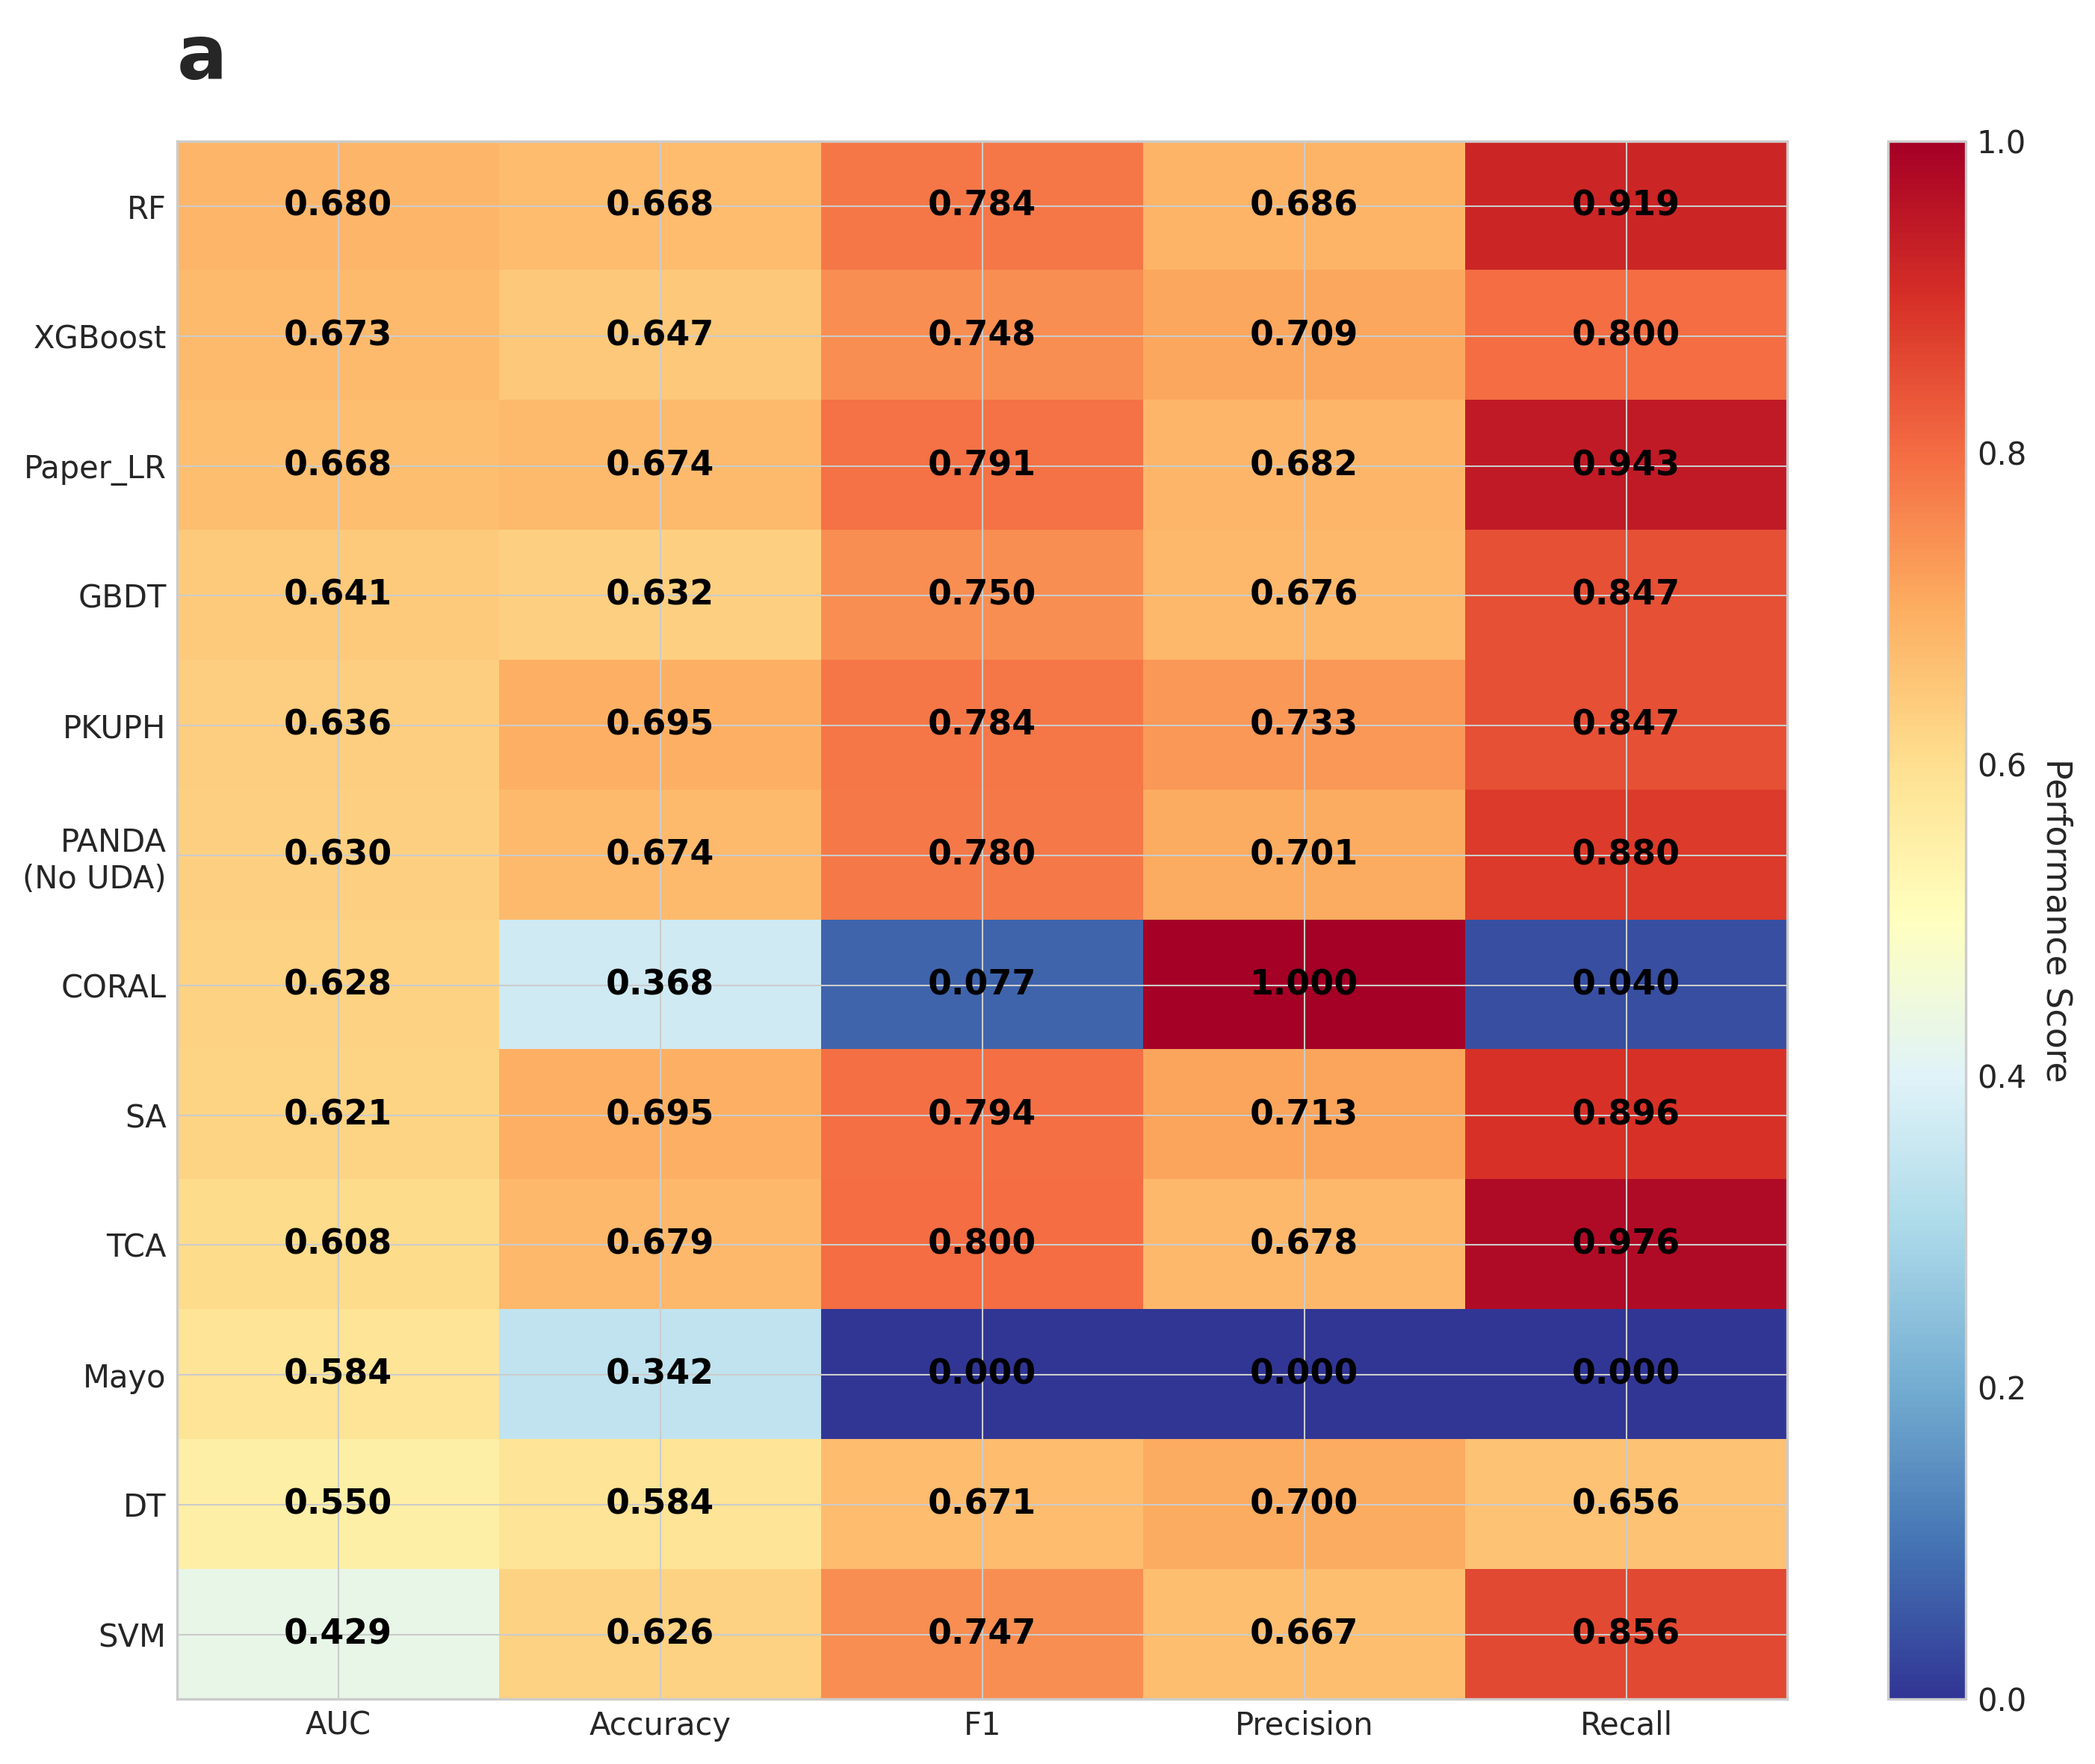 a
RF 0.680 0.668 0.784 0.686 0.919
XGBoost 0.673 0.647 0.748 0.709 0.800
Paper_LR 0.668 0.674 0.791 0.682 0.943
GBDT 0.641 0.632 0.750 0.676 0.847
PKUPH 0.636 0.695 0.784 0.733 0.847
PANDA
(No UDA) 0.630 0.674 0.780 0.701 0.880
CORAL 0.628 0.368 0.077 1.000 0.040
SA 0.621 0.695 0.794 0.713 0.896
TCA 0.608 0.679 0.800 0.678 0.976
Mayo 0.584 0.342 0.000 0.000 0.000
DT 0.550 0.584 0.671 0.700 0.656
SVM 0.429 0.626 0.747 0.667 0.856
AUC Accuracy F1 Precision Recall
1.0
0.8
0.6
0.4
0.2
0.0
Performance Score